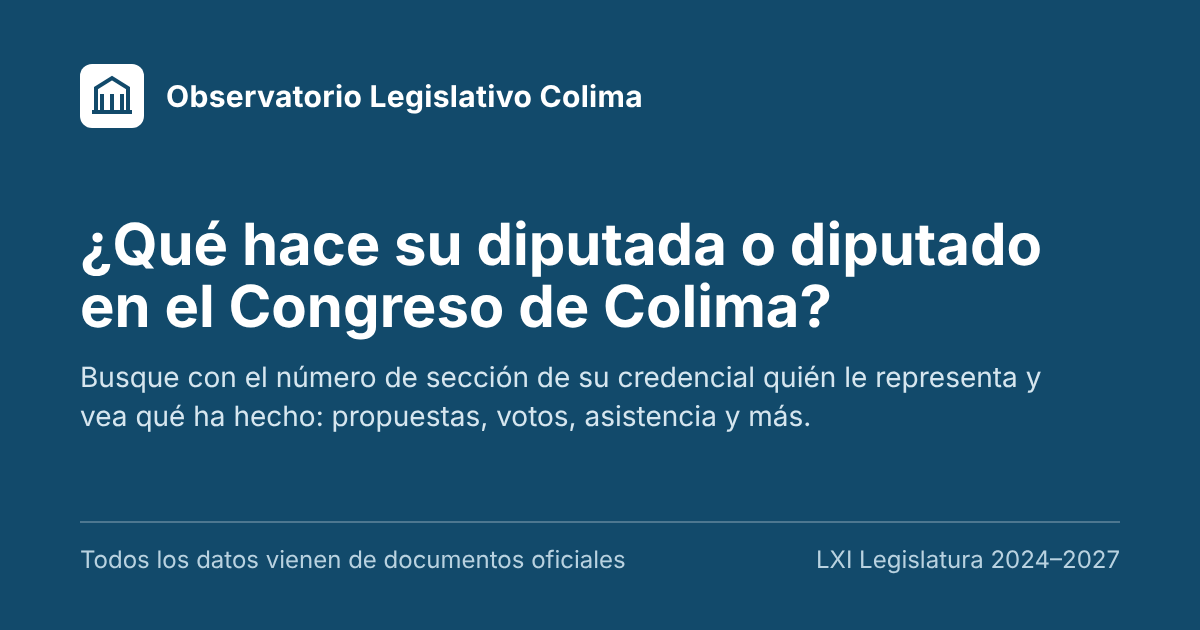 Observatorio Legislativo Colima
¿Qué hace su diputada o diputado
en el Congreso de Colima?
Busque con el número de sección de su credencial quién le representa y
vea qué ha hecho: propuestas, votos, asistencia y más.
Todos los datos vienen de documentos oficiales
LXI Legislatura 2024–2027